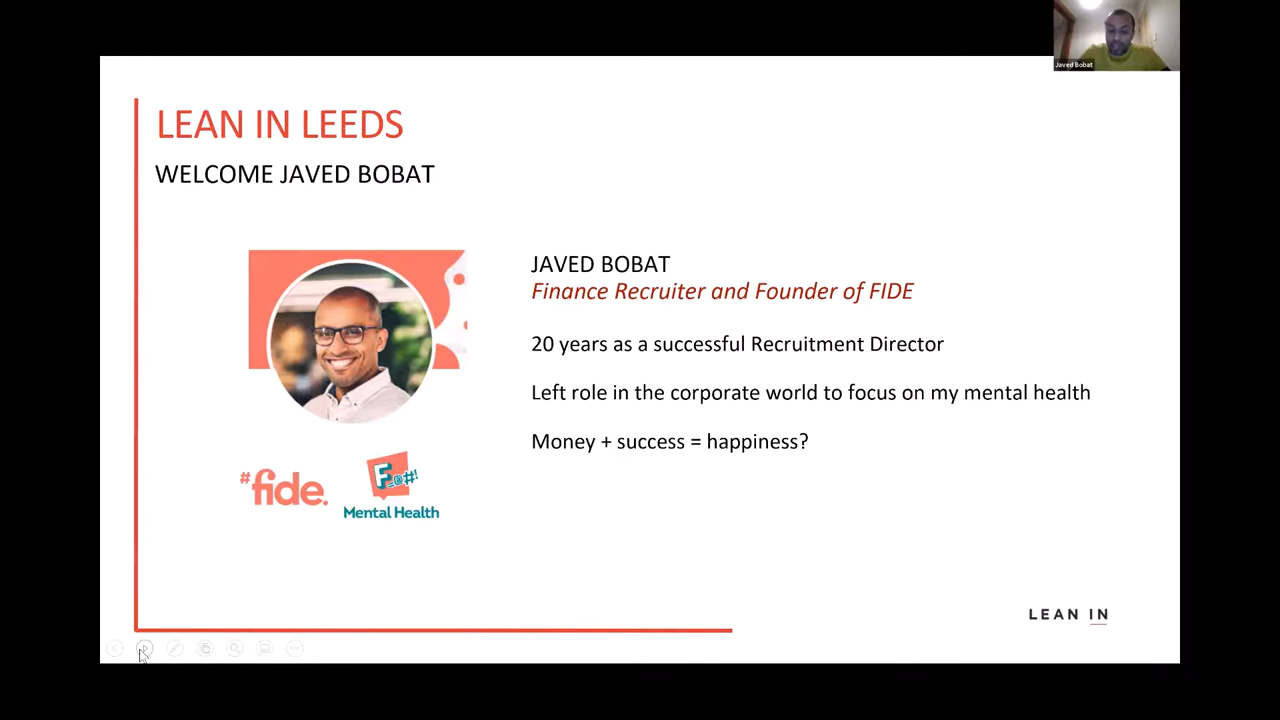 Javed Bobat
LEAN IN LEEDS
WELCOME JAVED BOBAT
JAVED BOBAT
Finance Recruiter and Founder of FIDE
20 years as a successful Recruitment Director
Left role in the corporate world to focus on my mental health
Money + success = happiness?
#fide.
F_@#!
Mental Health
LEAN IN